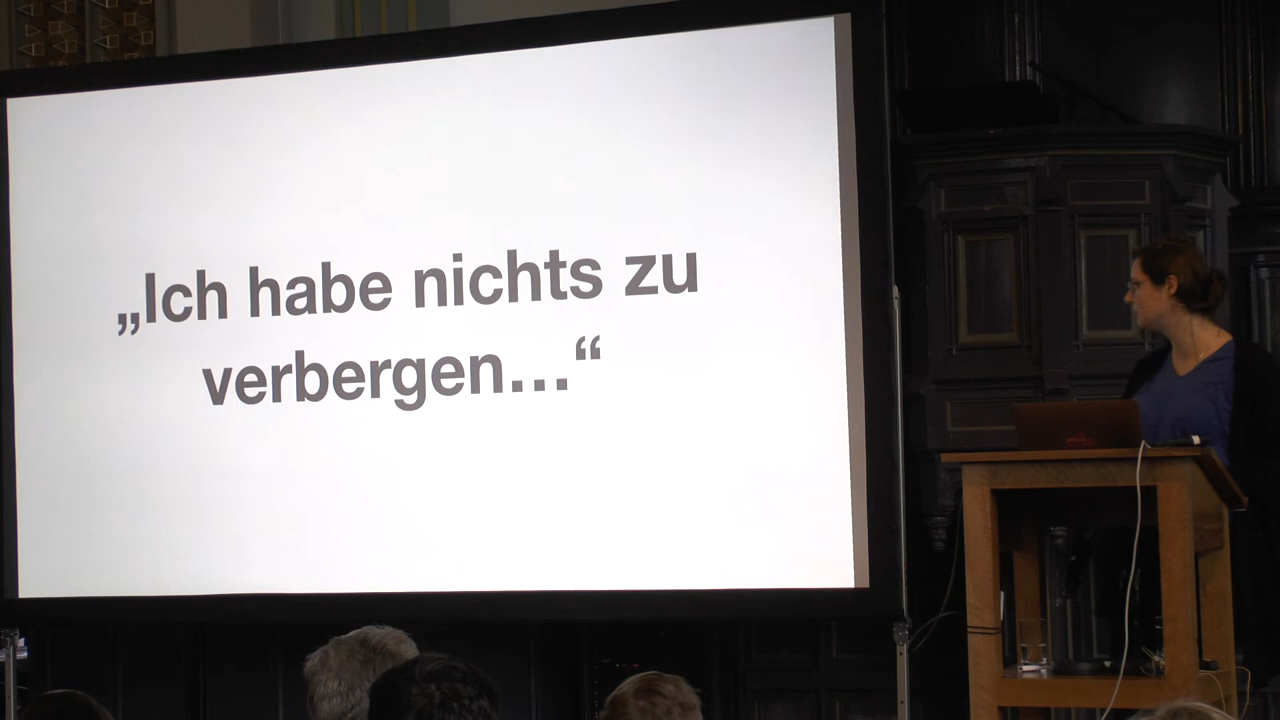 „Ich habe nichts zu
verbergen…“